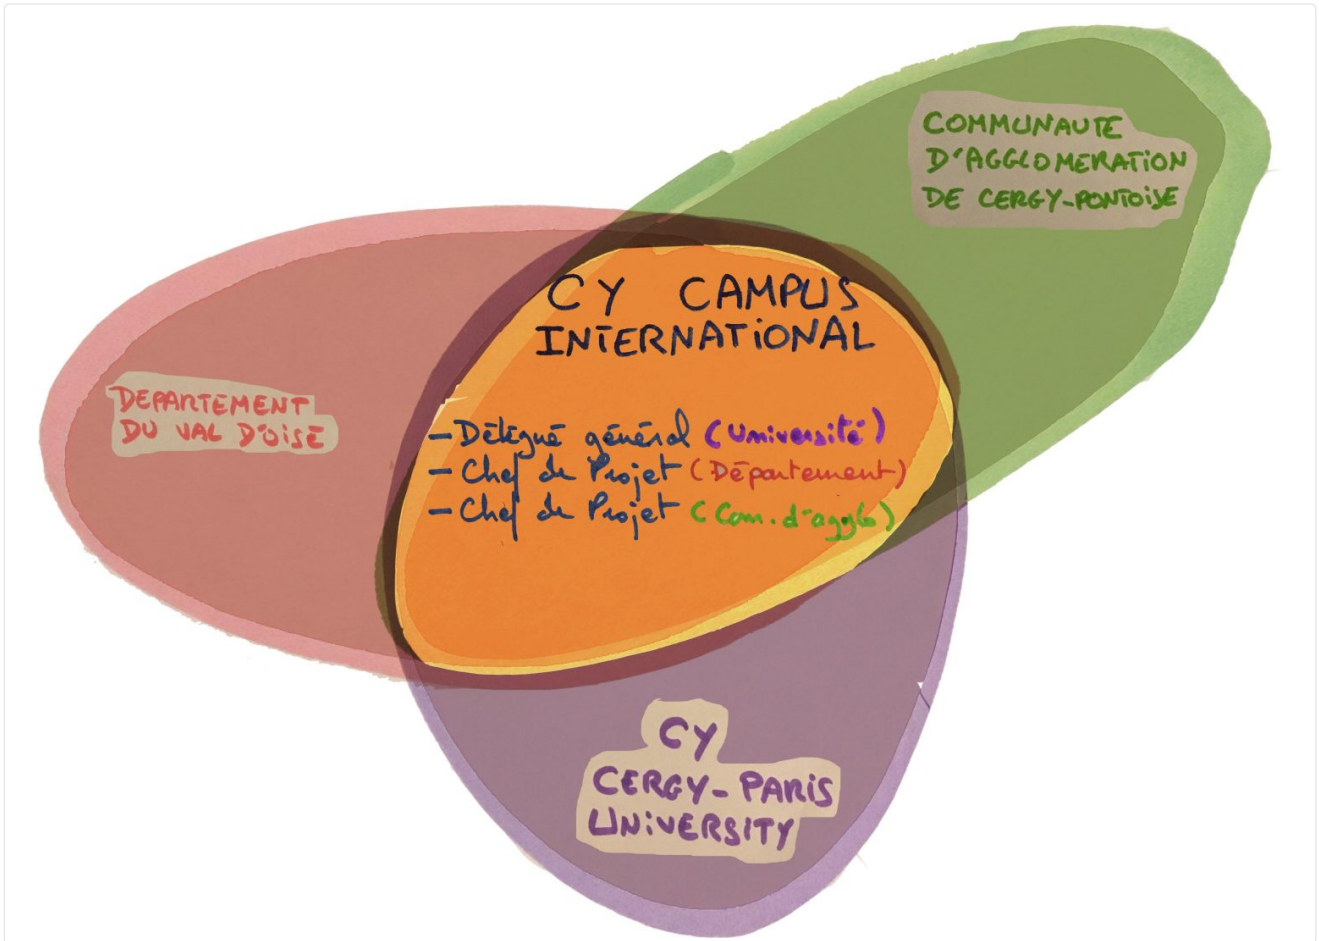 COMMUNAUTE
D'AGGLOMERATION
DE CERGY-PONTOISE
CY CAMPUS
INTERNATIONAL
DEPARTEMENT
DU VAL D'OISE
- Délégué général (Université)
- Chef de Projet (Département)
- Chef de Projet (Com. d'agglo)
CY
CERGY-PARIS
UNIVERSITY